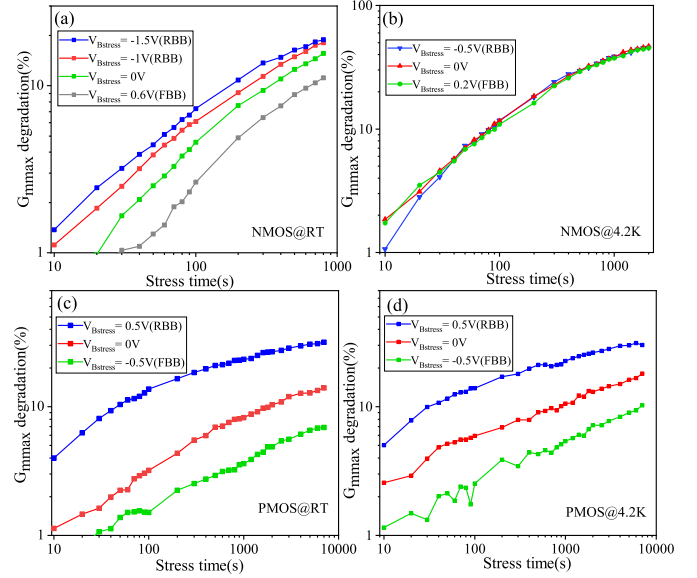 (a)
V_Bstress = -1.5V(RBB)
V_Bstress = -1V(RBB)
V_Bstress = 0V
V_Bstress = 0.6V(FBB)
G_mmax degradation(%)
10
1
NMOS@RT
10
100
1000
Stress time(s)
(b)
V_Bstress = -0.5V(RBB)
V_Bstress = 0V
V_Bstress = 0.2V(FBB)
G_mmax degradation(%)
100
10
1
NMOS@4.2K
10
100
1000
Stress time(s)
(c)
V_Bstress = 0.5V(RBB)
V_Bstress = 0V
V_Bstress = -0.5V(FBB)
G_mmax degradation(%)
10
1
PMOS@RT
10
100
1000
10000
Stress time(s)
(d)
V_Bstress = 0.5V(RBB)
V_Bstress = 0V
V_Bstress = -0.5V(FBB)
G_mmax degradation(%)
10
1
PMOS@4.2K
10
100
1000
10000
Stress time(s)